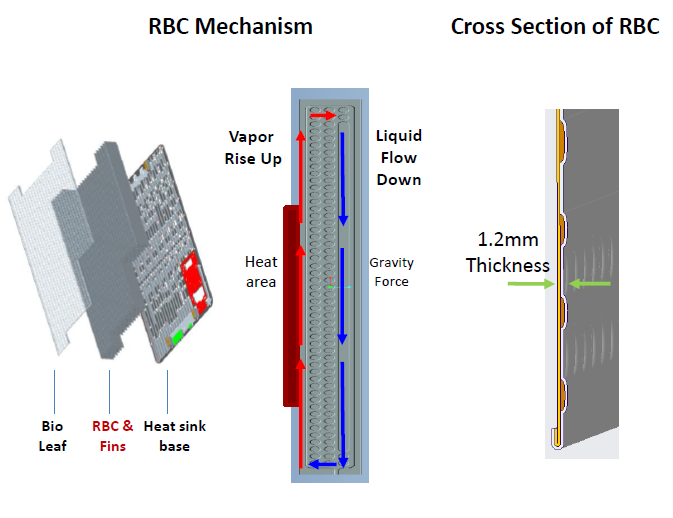 RBC Mechanism
Cross Section of RBC
Vapor
Rise Up
Liquid
Flow
Down
Heat
area
Gravity
Force
1.2mm
Thickness
Bio
Leaf
RBC &
Fins
Heat sink
base